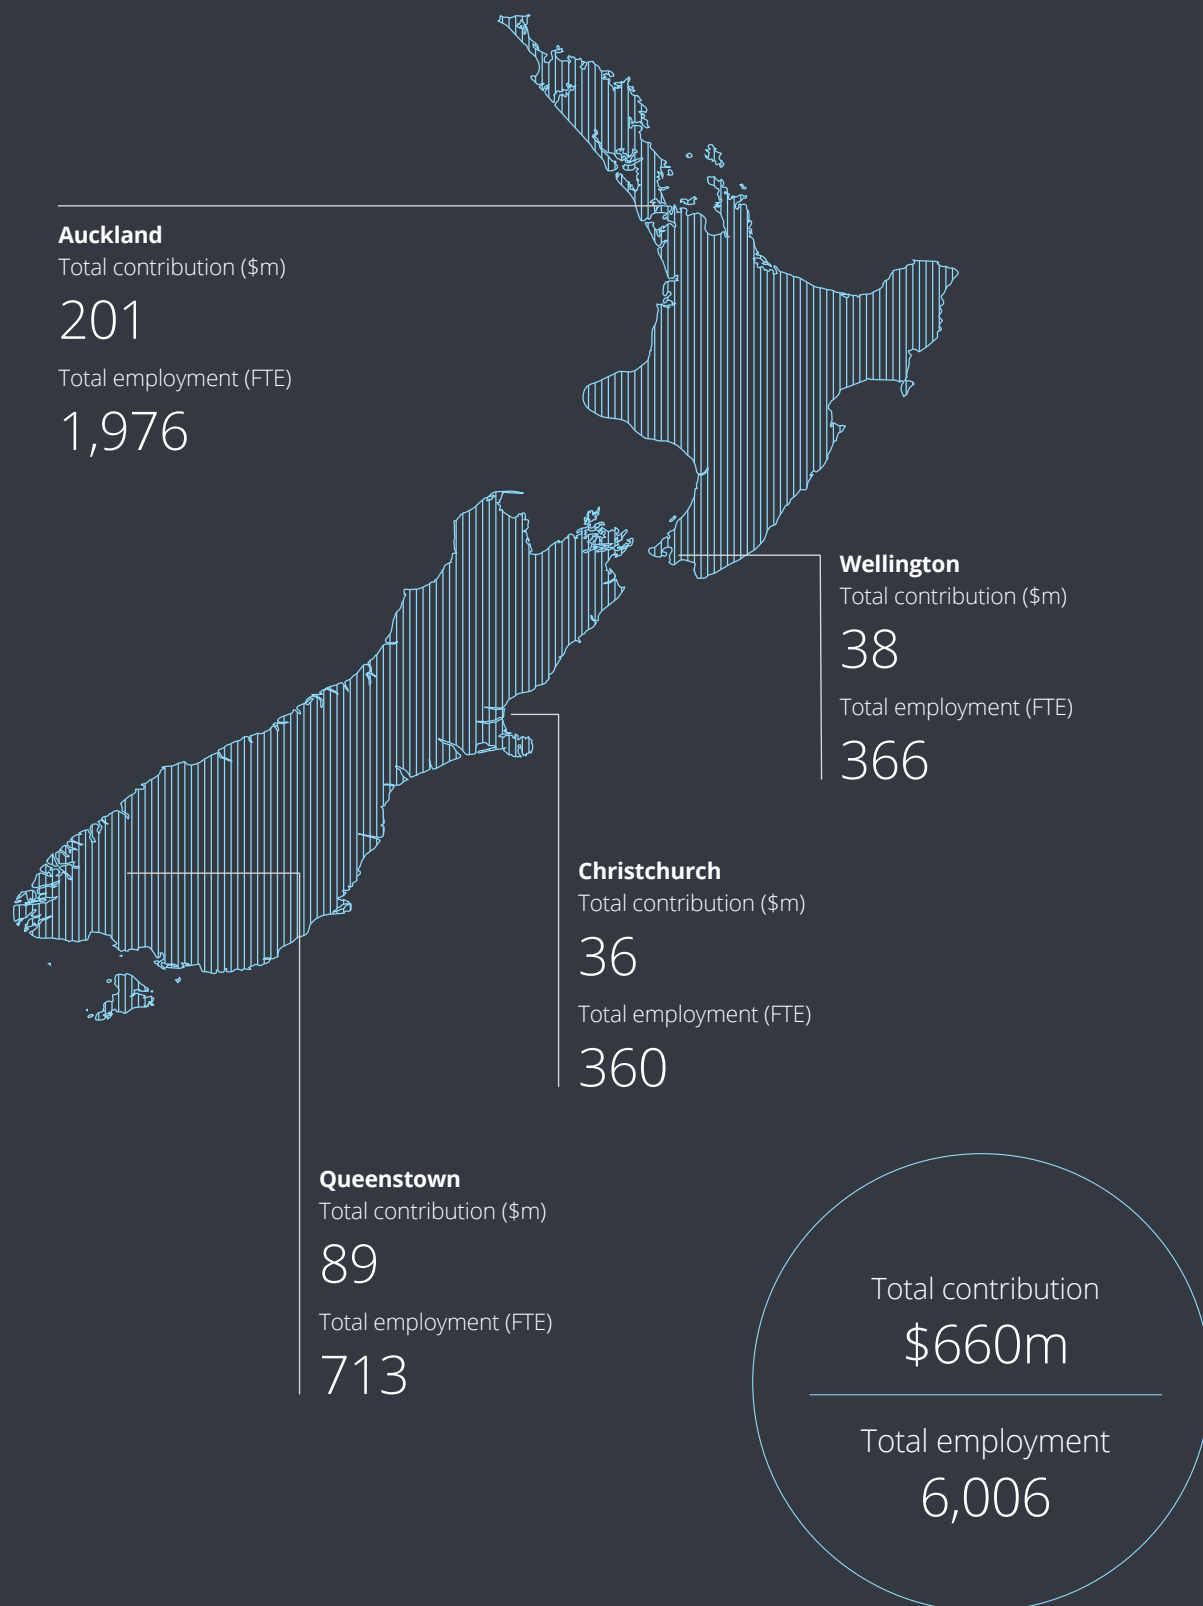 Auckland
Total contribution ($m)
201
Total employment (FTE)
1,976
Wellington
Total contribution ($m)
38
Total employment (FTE)
366
Christchurch
Total contribution ($m)
36
Total employment (FTE)
360
Queenstown
Total contribution ($m)
89
Total employment (FTE)
713
Total contribution
$660m
Total employment
6,006